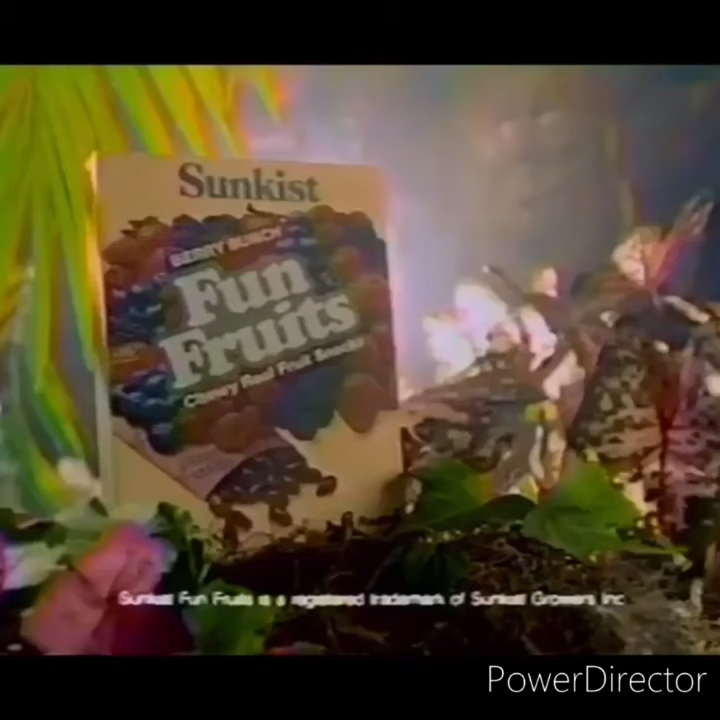 Sunkist
BERRY BUNCH
Fun
Fruits
Chewy Real Fruit Snacks
Sunkist Fun Fruits is a registered trademark of Sunkist Growers Inc
PowerDirector